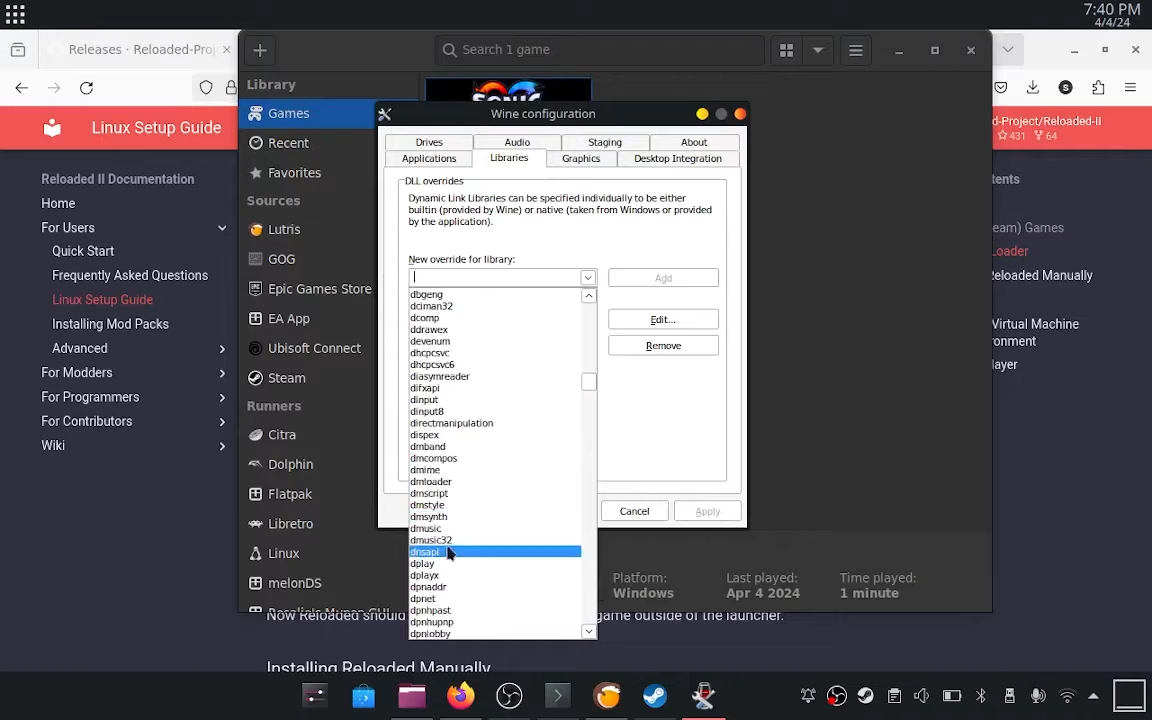 7:40 PM
4/4/24
Releases · Reloaded-Proj
Search 1 game
Linux Setup Guide
d-Project/Reloaded-II
431 64
Reloaded II Documentation
Home
For Users
Quick Start
Frequently Asked Questions
Linux Setup Guide
Installing Mod Packs
Advanced
For Modders
For Programmers
For Contributors
Wiki
Library
Games
Recent
Favorites
Sources
Lutris
GOG
Epic Games Store
EA App
Ubisoft Connect
Steam
Runners
Citra
Dolphin
Flatpak
Libretro
Linux
melonDS
SONIC
Wine configuration
Drives
Audio
Staging
About
Applications
Libraries
Graphics
Desktop Integration
DLL overrides
Dynamic Link Libraries can be specified individually to be either
builtin (provided by Wine) or native (taken from Windows or provided
by the application).
New override for library:
Add
Edit...
Remove
dbgeng
dciman32
dcomp
ddrawex
devenum
dhcpcsvc
dhcpcsvc6
diasymreader
difxapi
dinput
dinput8
directmanipulation
dispex
dmband
dmcompos
dmime
dmloader
dmscript
dmstyle
dmsynth
dmusic
dmusic32
dnsapi
dplay
dplayx
dpnaddr
dpnet
dpnhpast
dpnhupnp
dpnlobby
Cancel
Apply
Platform:
Windows
Last played:
Apr 4 2024
Time played:
1 minute
tents
eam) Games
Loader
Reloaded Manually
Virtual Machine
ronment
layer
Now Reloaded should
game outside of the launcher.
Installing Reloaded Manually